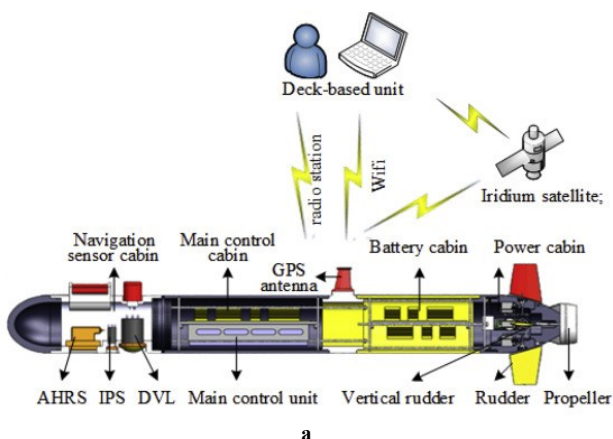 Deck-based unit
radio station
Wifi
Iridium satellite;
Navigation
sensor cabin
Main control
cabin
GPS
antenna
Battery cabin
Power cabin
AHRS
IPS
DVL
Main control unit
Vertical rudder
Rudder
Propeller
a